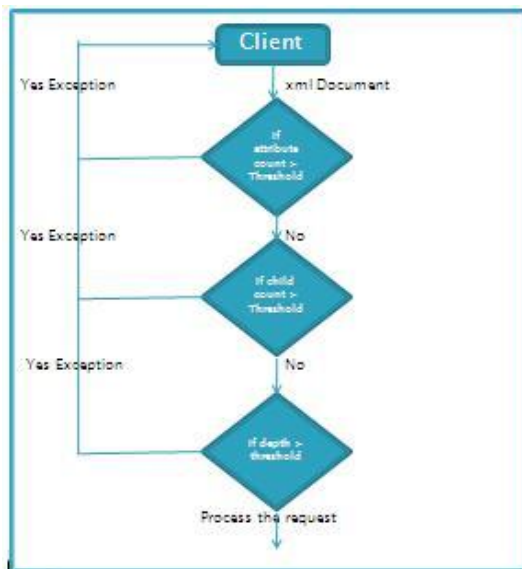 Client
Yes Exception
xml Document
If
attribute
count >
Threshold
Yes Exception
No
If child
count >
Threshold
Yes Exception
No
If depth >
threshold
Process the request